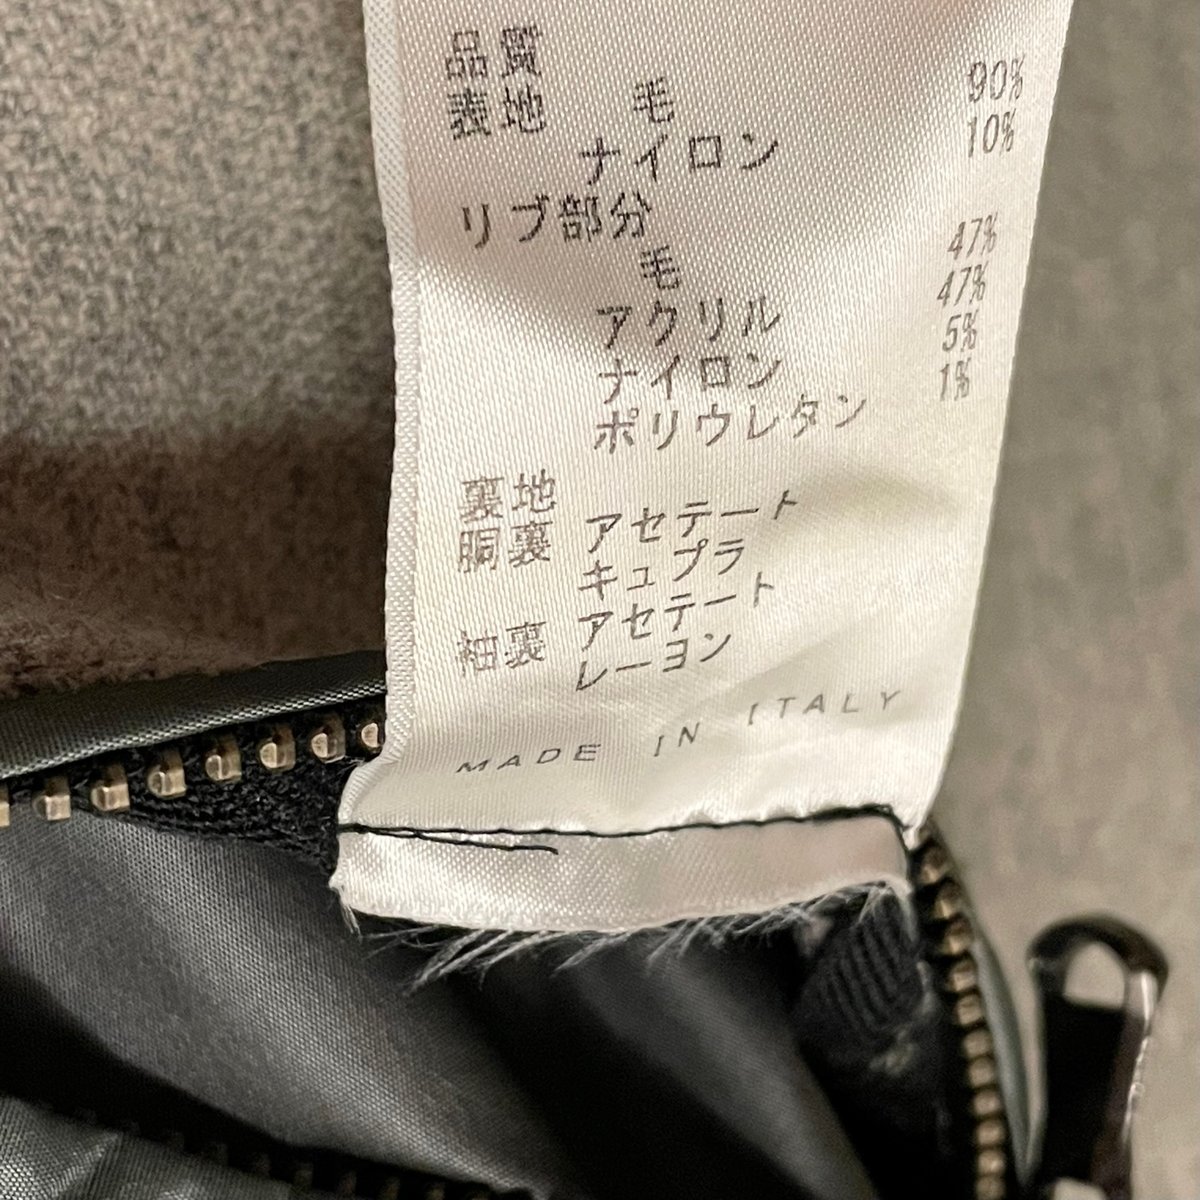 品質
表地 毛 90%
ナイロン 10%
リブ部分
毛 47%
アクリル 47%
ナイロン 5%
ポリウレタン 1%
裏地
胴裏 アセテート
キュプラ
袖裏 アセテート
レーヨン
MADE IN ITALY